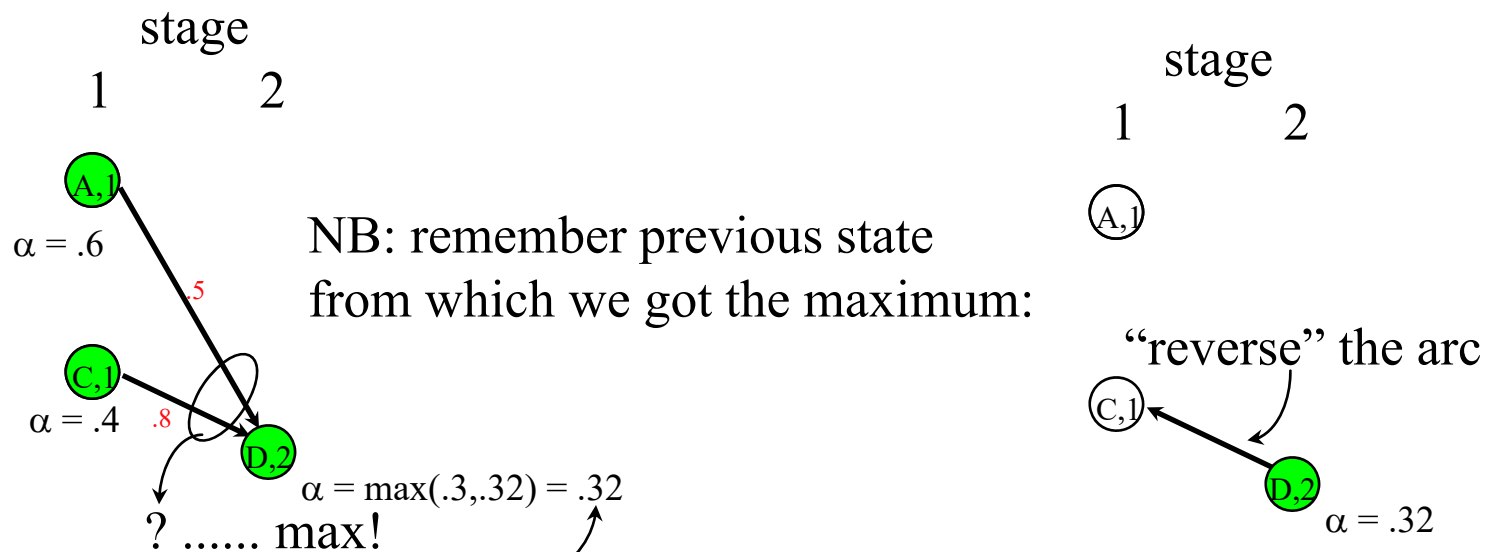 stage
1 2
A,1
α = .6
.5
C,1
α = .4
.8
D,2
α = max(.3,.32) = .32
? ...... max!
NB: remember previous state
from which we got the maximum:
stage
1 2
A,1
“reverse” the arc
C,1
D,2
α = .32